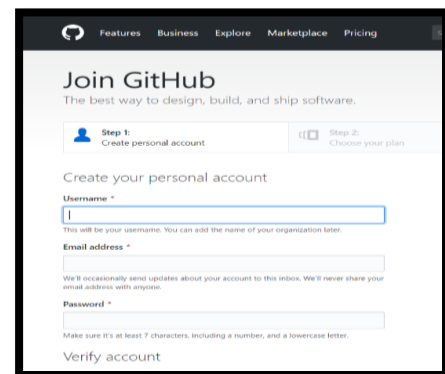 Features Business Explore Marketplace Pricing
Join GitHub
The best way to design, build, and ship software.
Step 1:
Create personal account
Step 2:
Choose your plan
Create your personal account
Username *
This will be your username. You can add the name of your organization later.
Email address *
We'll occasionally send updates about your account to this inbox. We'll never share your
email address with anyone.
Password *
Make sure it's at least 7 characters, including a number, and a lowercase letter.
Verify account